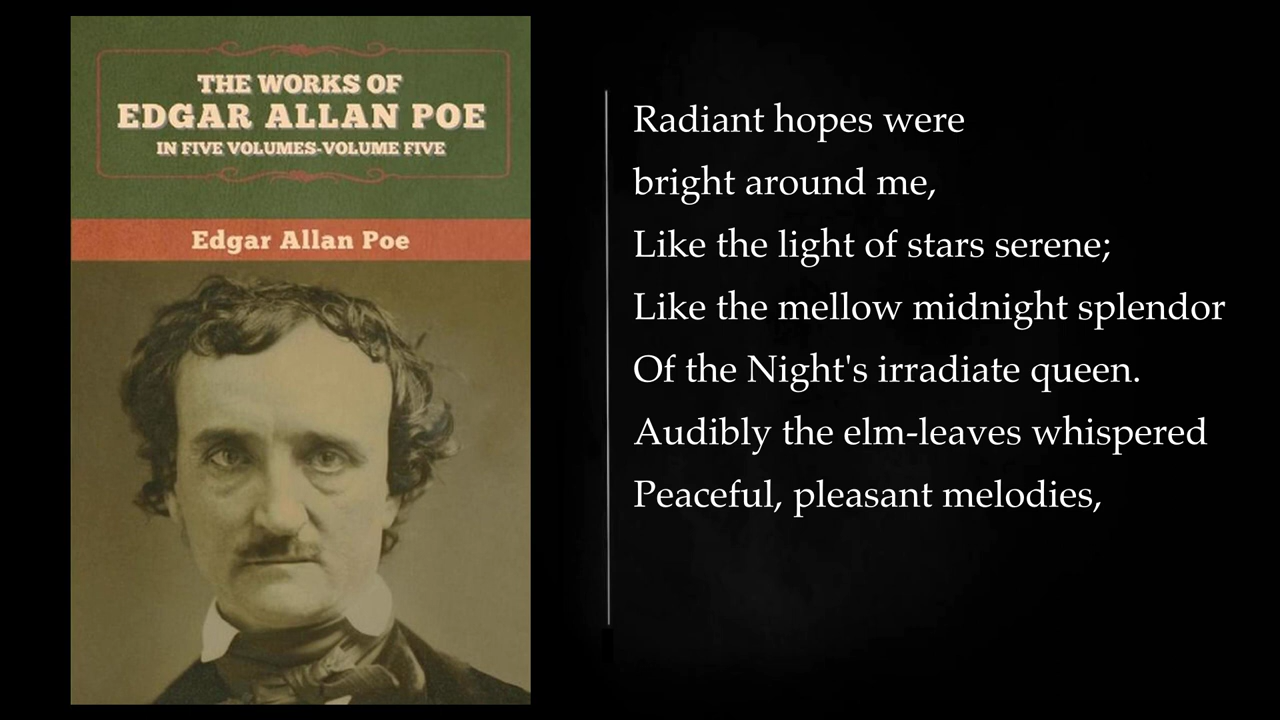 THE WORKS OF
EDGAR ALLAN POE
IN FIVE VOLUMES-VOLUME FIVE
Edgar Allan Poe
Radiant hopes were
bright around me,
Like the light of stars serene;
Like the mellow midnight splendor
Of the Night's irradiate queen.
Audibly the elm-leaves whispered
Peaceful, pleasant melodies,